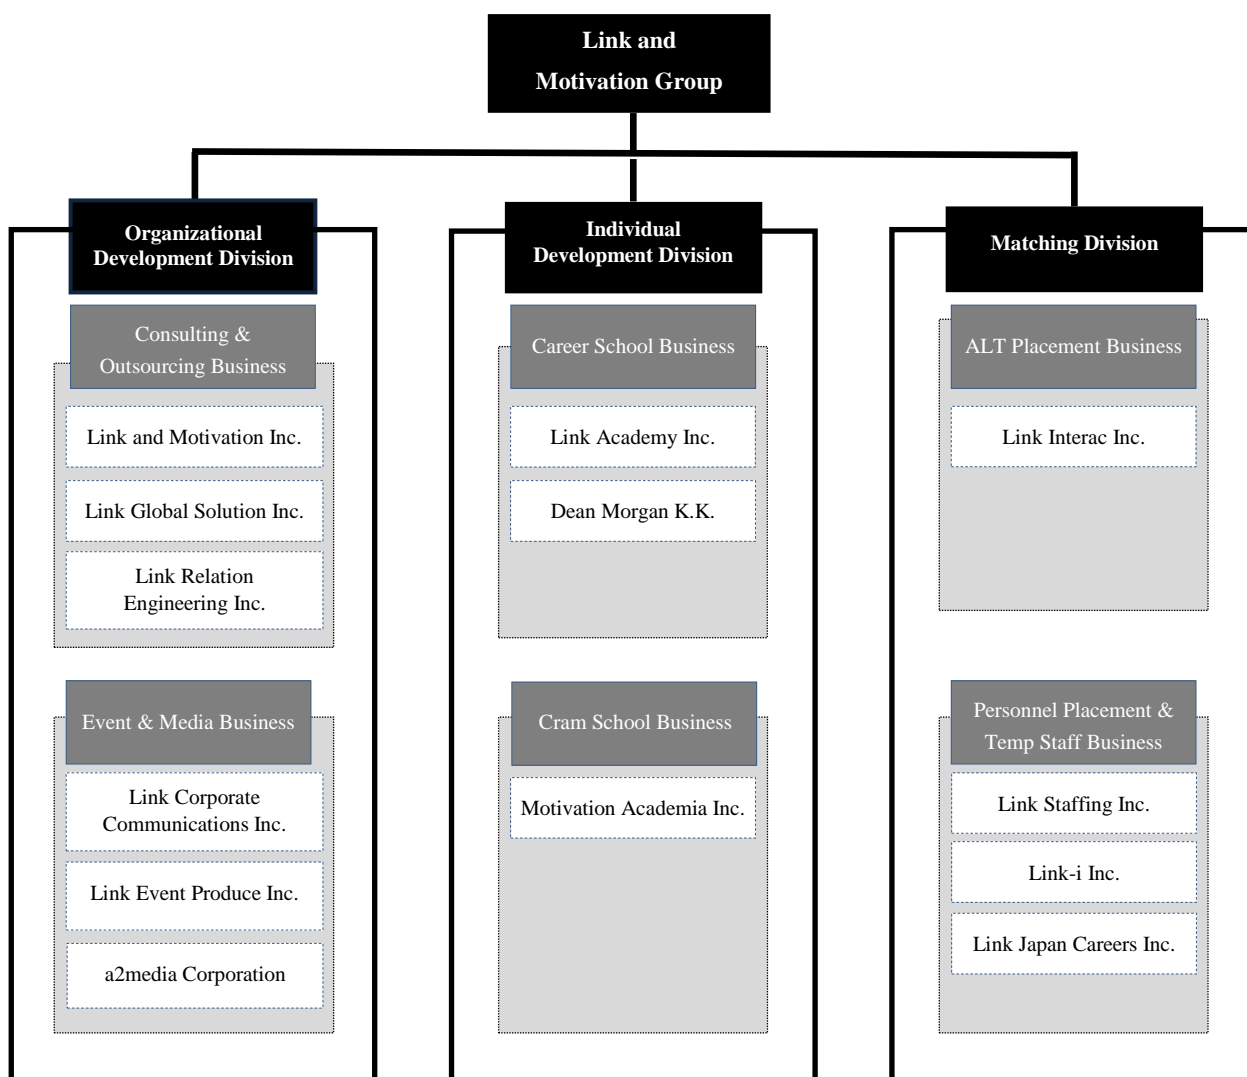 Link and
Motivation Group
Organizational
Development Division
Consulting &
Outsourcing Business
Link and Motivation Inc.
Link Global Solution Inc.
Link Relation
Engineering Inc.
Event & Media Business
Link Corporate
Communications Inc.
Link Event Produce Inc.
a2media Corporation
Individual
Development Division
Career School Business
Link Academy Inc.
Dean Morgan K.K.
Cram School Business
Motivation Academia Inc.
Matching Division
ALT Placement Business
Link Interac Inc.
Personnel Placement &
Temp Staff Business
Link Staffing Inc.
Link-i Inc.
Link Japan Careers Inc.